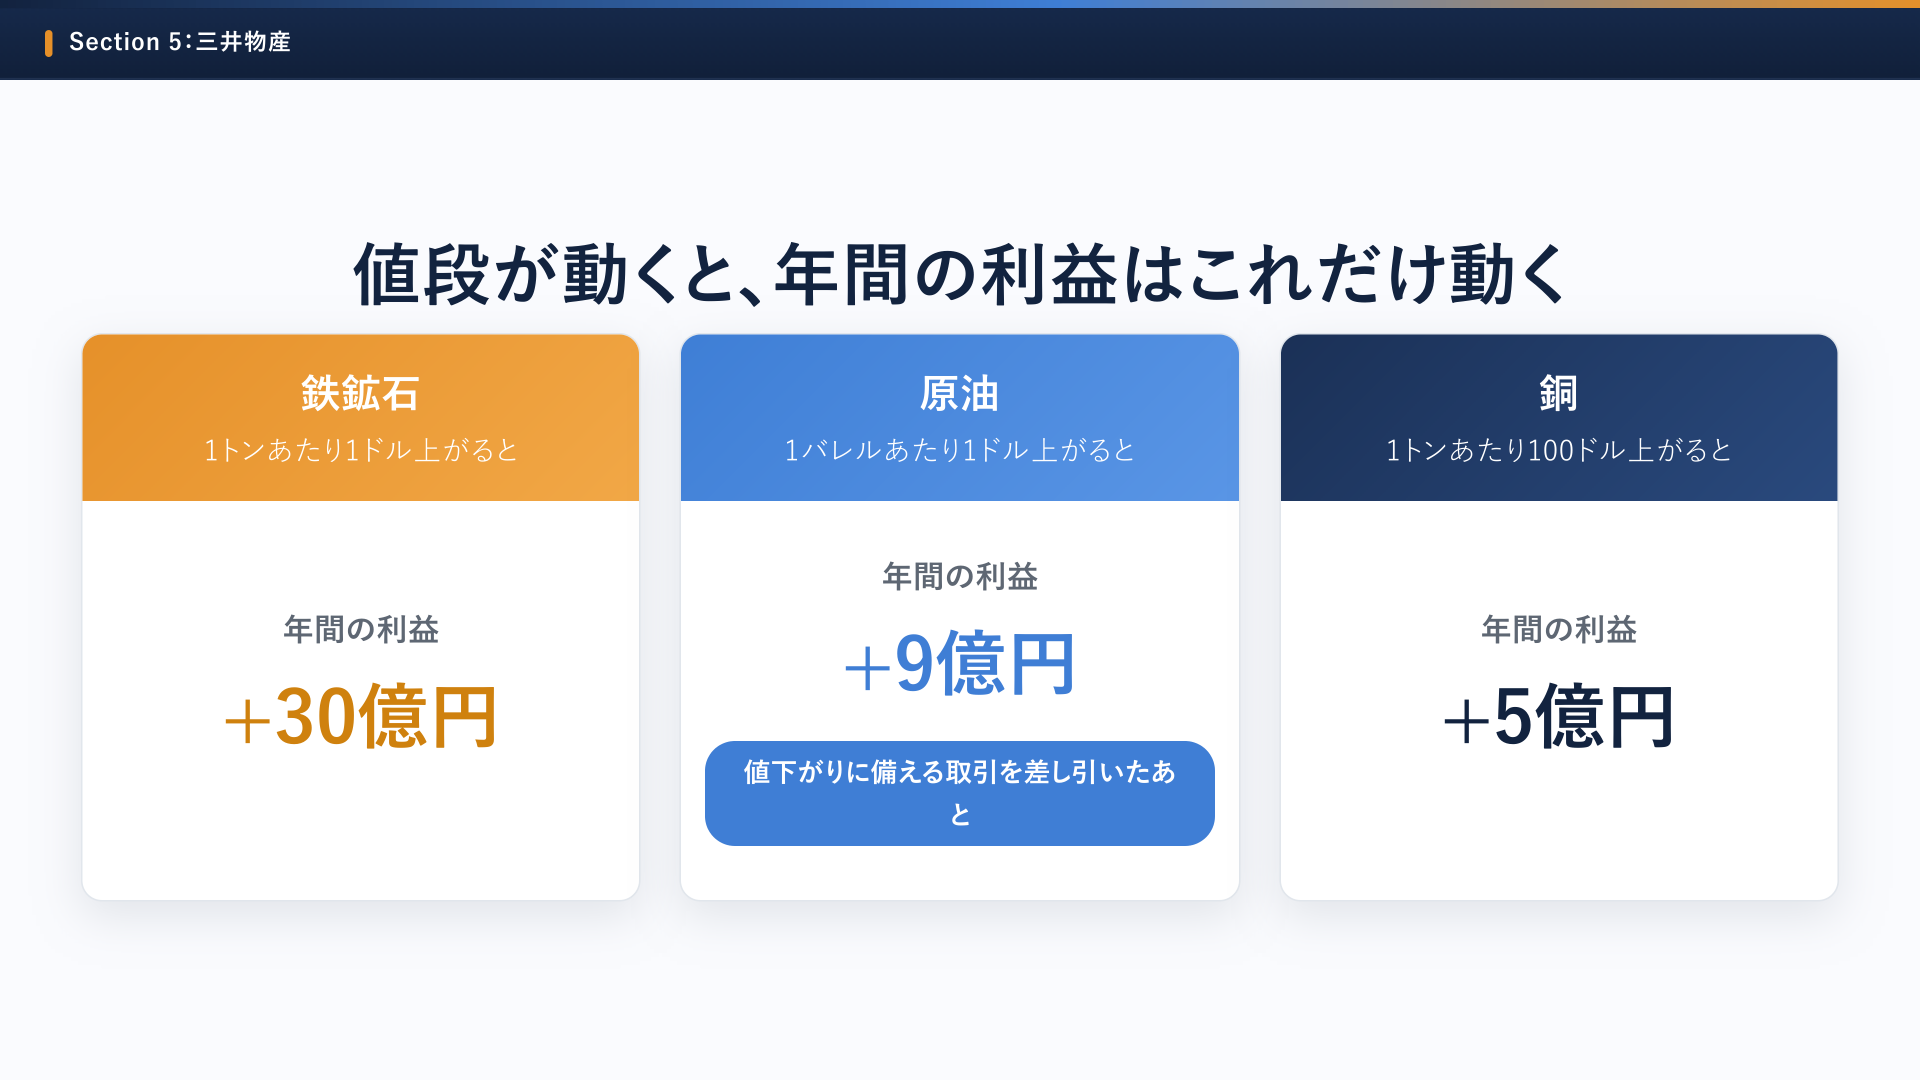 Section 5：三井物産
値段が動くと、年間の利益はこれだけ動く
鉄鉱石
1トンあたり1ドル上がると
年間の利益
＋30億円
原油
1バレルあたり1ドル上がると
年間の利益
＋9億円
値下がりに備える取引を差し引いたあ
と
銅
1トンあたり100ドル上がると
年間の利益
＋5億円